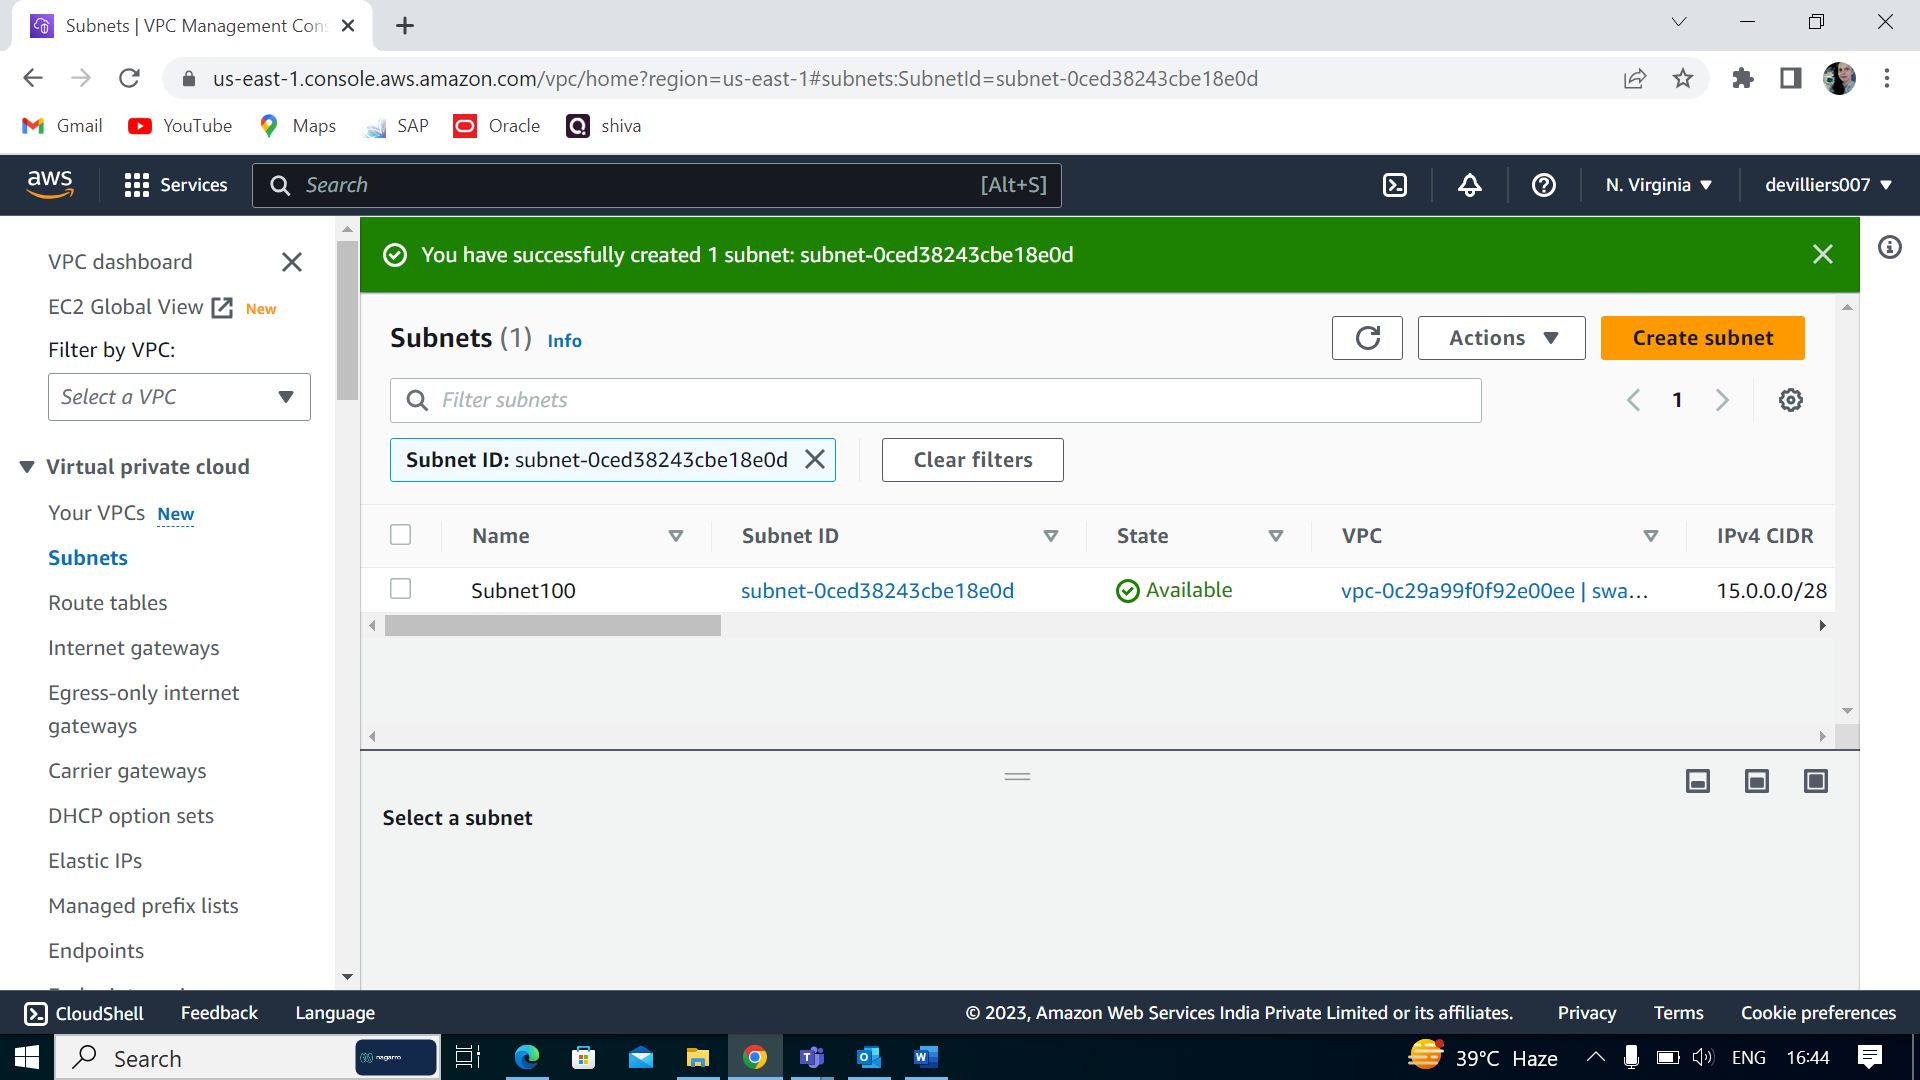 Subnets | VPC Management Con
us-east-1.console.aws.amazon.com/vpc/home?region=us-east-1#subnets:SubnetId=subnet-0ced38243cbe18e0d
Gmail YouTube Maps SAP Oracle shiva
aws Services Search [Alt+S] N. Virginia devilliers007
VPC dashboard
EC2 Global View New
Filter by VPC:
Select a VPC
Virtual private cloud
Your VPCs New
Subnets
Route tables
Internet gateways
Egress-only internet
gateways
Carrier gateways
DHCP option sets
Elastic IPs
Managed prefix lists
Endpoints
You have successfully created 1 subnet: subnet-0ced38243cbe18e0d
Subnets (1) Info Actions Create subnet
Filter subnets 1
Subnet ID: subnet-0ced38243cbe18e0d Clear filters
Name Subnet ID State VPC IPv4 CIDR
Subnet100 subnet-0ced38243cbe18e0d Available vpc-0c29a99f0f92e00ee | swa... 15.0.0.0/28
Select a subnet
CloudShell Feedback Language © 2023, Amazon Web Services India Private Limited or its affiliates. Privacy Terms Cookie preferences
Search nagarro 39°C Haze ENG 16:44